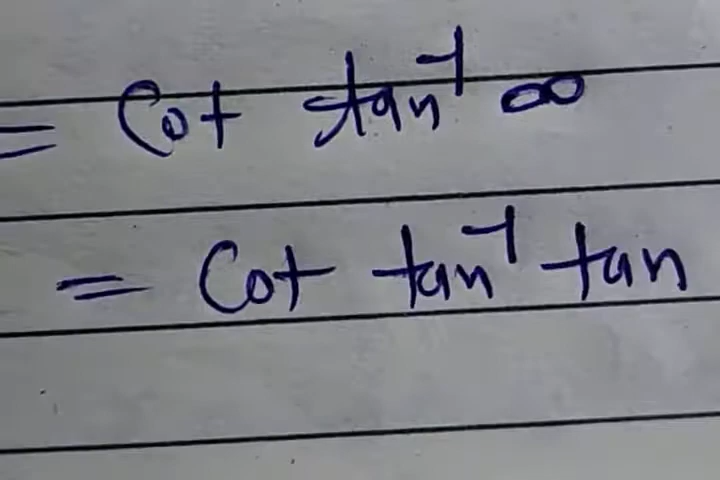 = Cot tan⁻¹ ∞
= Cot tan⁻¹ tan